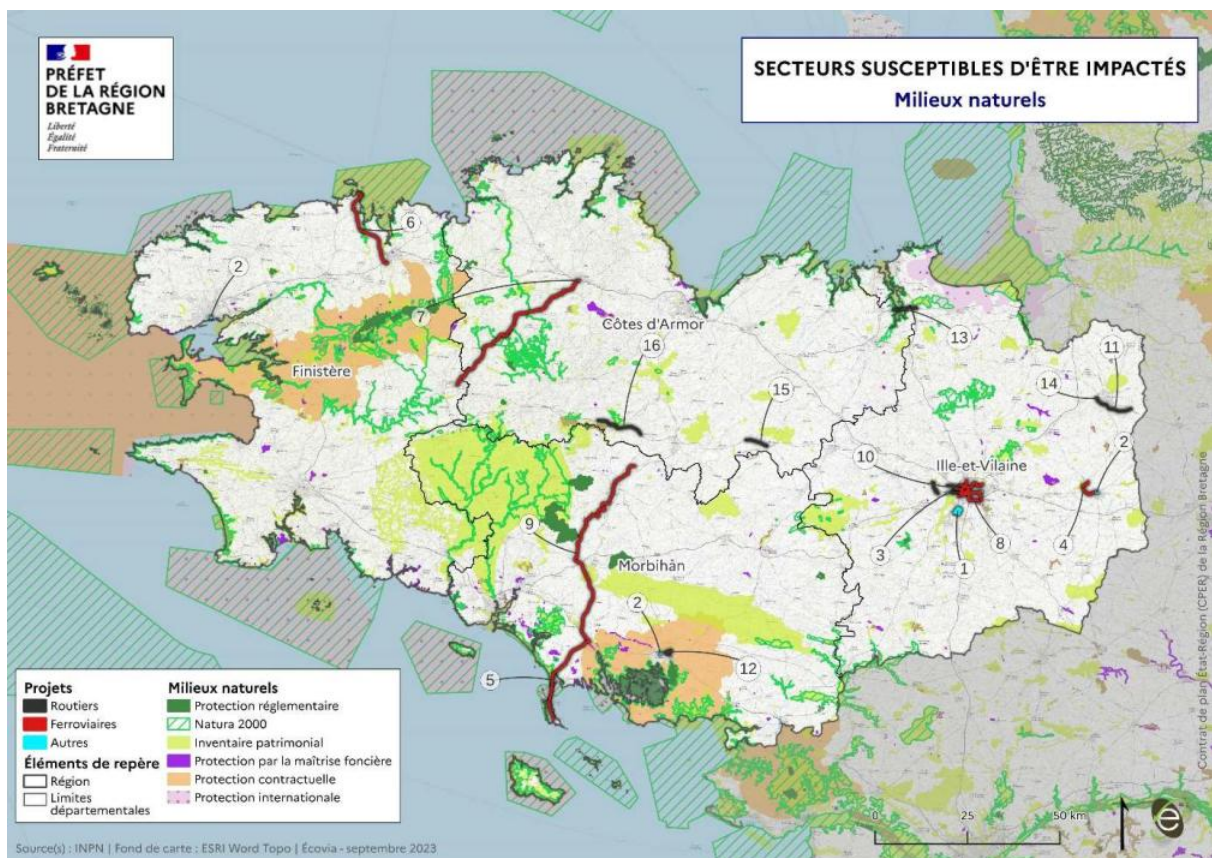 PRÉFET
DE LA RÉGION
BRETAGNE
Liberté
Égalité
Fraternité
SECTEURS SUSCEPTIBLES D'ÊTRE IMPACTÉS
Milieux naturels
6
2
7
Côtes d'Armor
16
13
11
14
15
Finistère
2
10
Ille-et-Vilaine
9
3
1
8
4
Morbihan
2
12
5
Projets
Routiers
Ferroviaires
Autres
Éléments de repère
Région
Limites
départementales
Milieux naturels
Protection réglementaire
Natura 2000
Inventaire patrimonial
Protection par la maîtrise foncière
Protection contractuelle
Protection internationale
0 25 50 km
é
Contrat de plan État-Région (CPER) de la Région Bretagne
Source(s) : INPN | Fond de carte : ESRI Word Topo | Écovia - septembre 2023